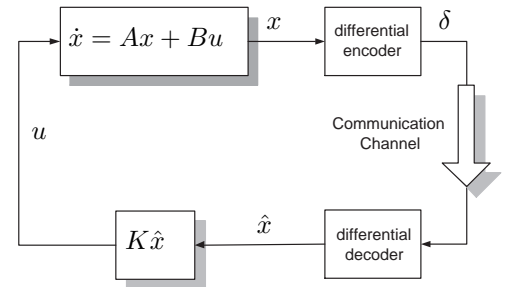 ẋ = Ax + Bu
x
differential
encoder
δ
Communication
Channel
u
Kx̂
x̂
differential
decoder